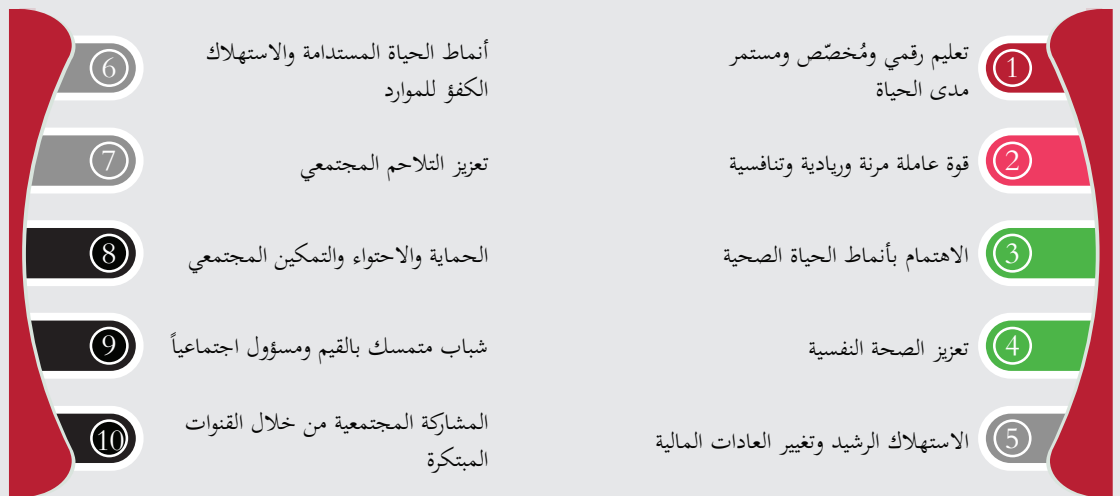 1
تعليم رقمي ومُخصّص ومستمر
مدى الحياة
2
قوة عاملة مرنة وريادية وتنافسية
3
الاهتمام بأنماط الحياة الصحية
4
تعزيز الصحة النفسية
5
الاستهلاك الرشيد وتغيير العادات المالية
6
أنماط الحياة المستدامة والاستهلاك
الكفؤ للموارد
7
تعزيز التلاحم المجتمعي
8
الحماية والاحتواء والتمكين المجتمعي
9
شباب متمسك بالقيم ومسؤول اجتماعياً
10
المشاركة المجتمعية من خلال القنوات
المبتكرة